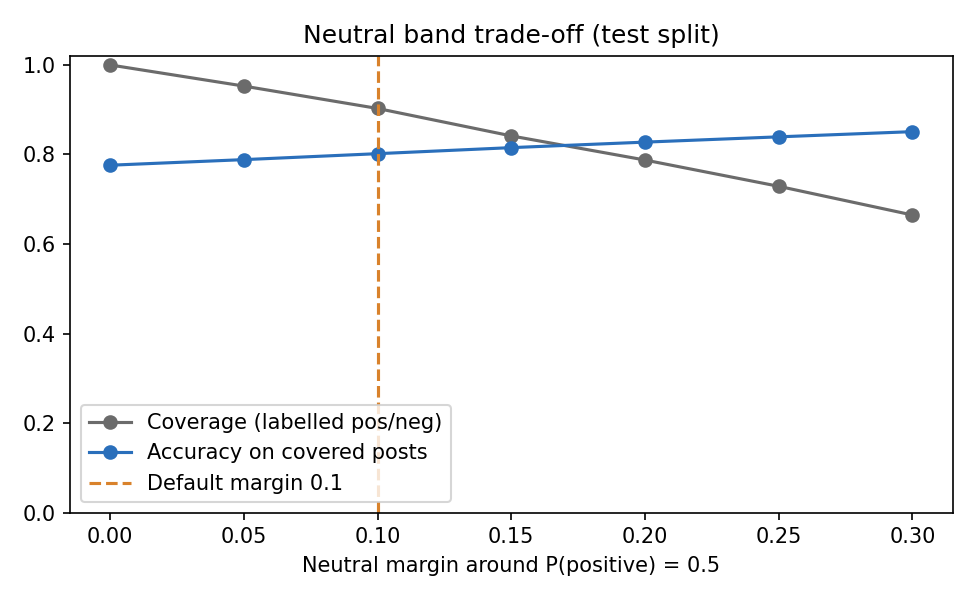 Neutral band trade-off (test split)
1.0
0.8
0.6
0.4
0.2
0.0
Coverage (labelled pos/neg)
Accuracy on covered posts
Default margin 0.1
0.00 0.05 0.10 0.15 0.20 0.25 0.30
Neutral margin around P(positive) = 0.5